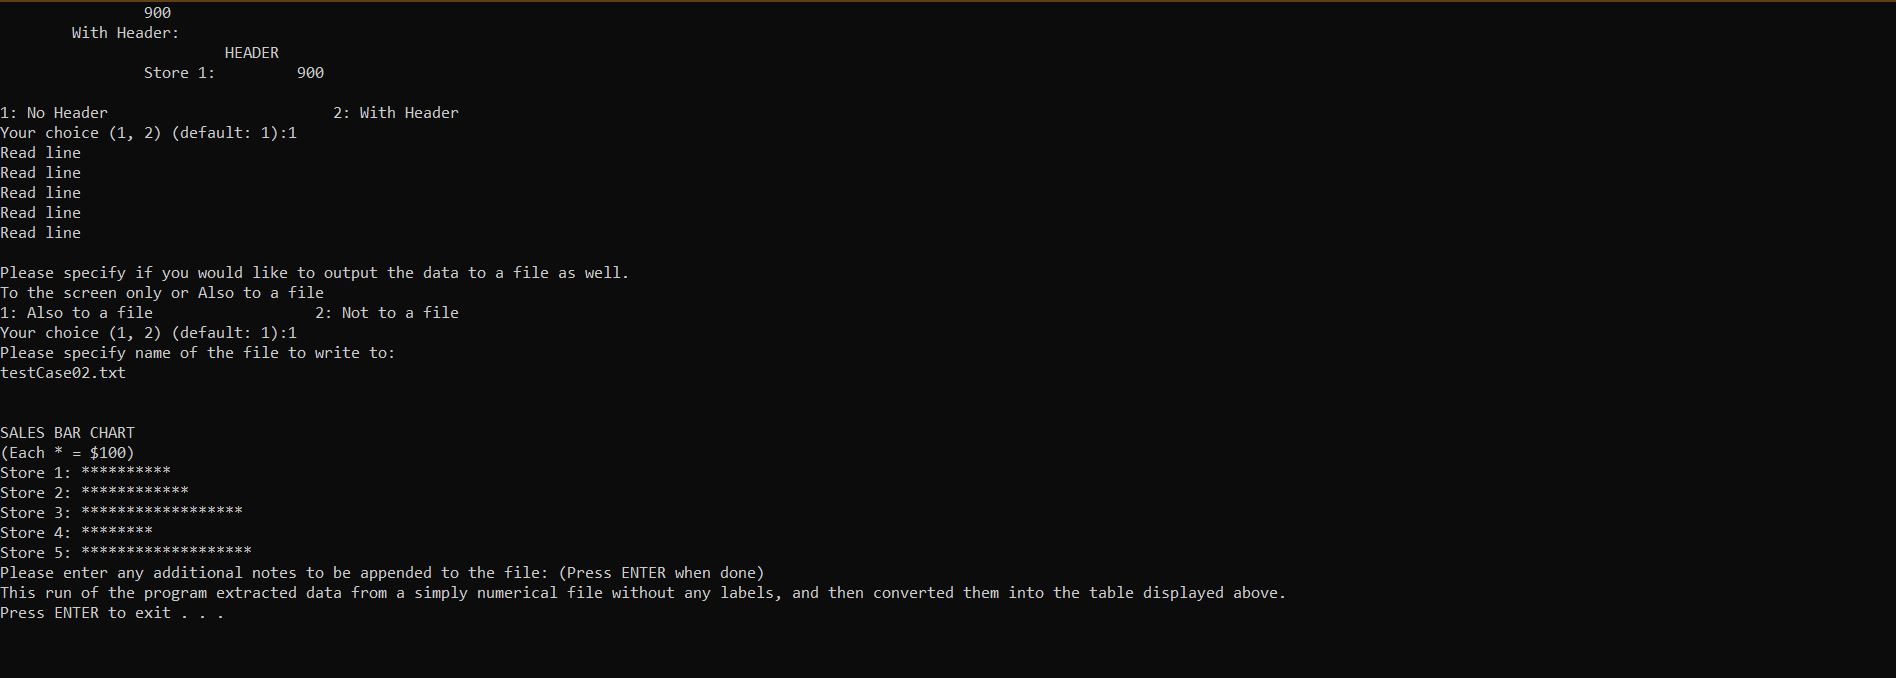 900
With Header:
HEADER
Store 1: 900
1: No Header 2: With Header
Your choice (1, 2) (default: 1):1
Read line
Read line
Read line
Read line
Read line
Please specify if you would like to output the data to a file as well.
To the screen only or Also to a file
1: Also to a file 2: Not to a file
Your choice (1, 2) (default: 1):1
Please specify name of the file to write to:
testCase02.txt
SALES BAR CHART
(Each * = $100)
Store 1: **********
Store 2: ************
Store 3: ******************
Store 4: ********
Store 5: *******************
Please enter any additional notes to be appended to the file: (Press ENTER when done)
This run of the program extracted data from a simply numerical file without any labels, and then converted them into the table displayed above.
Press ENTER to exit . . .